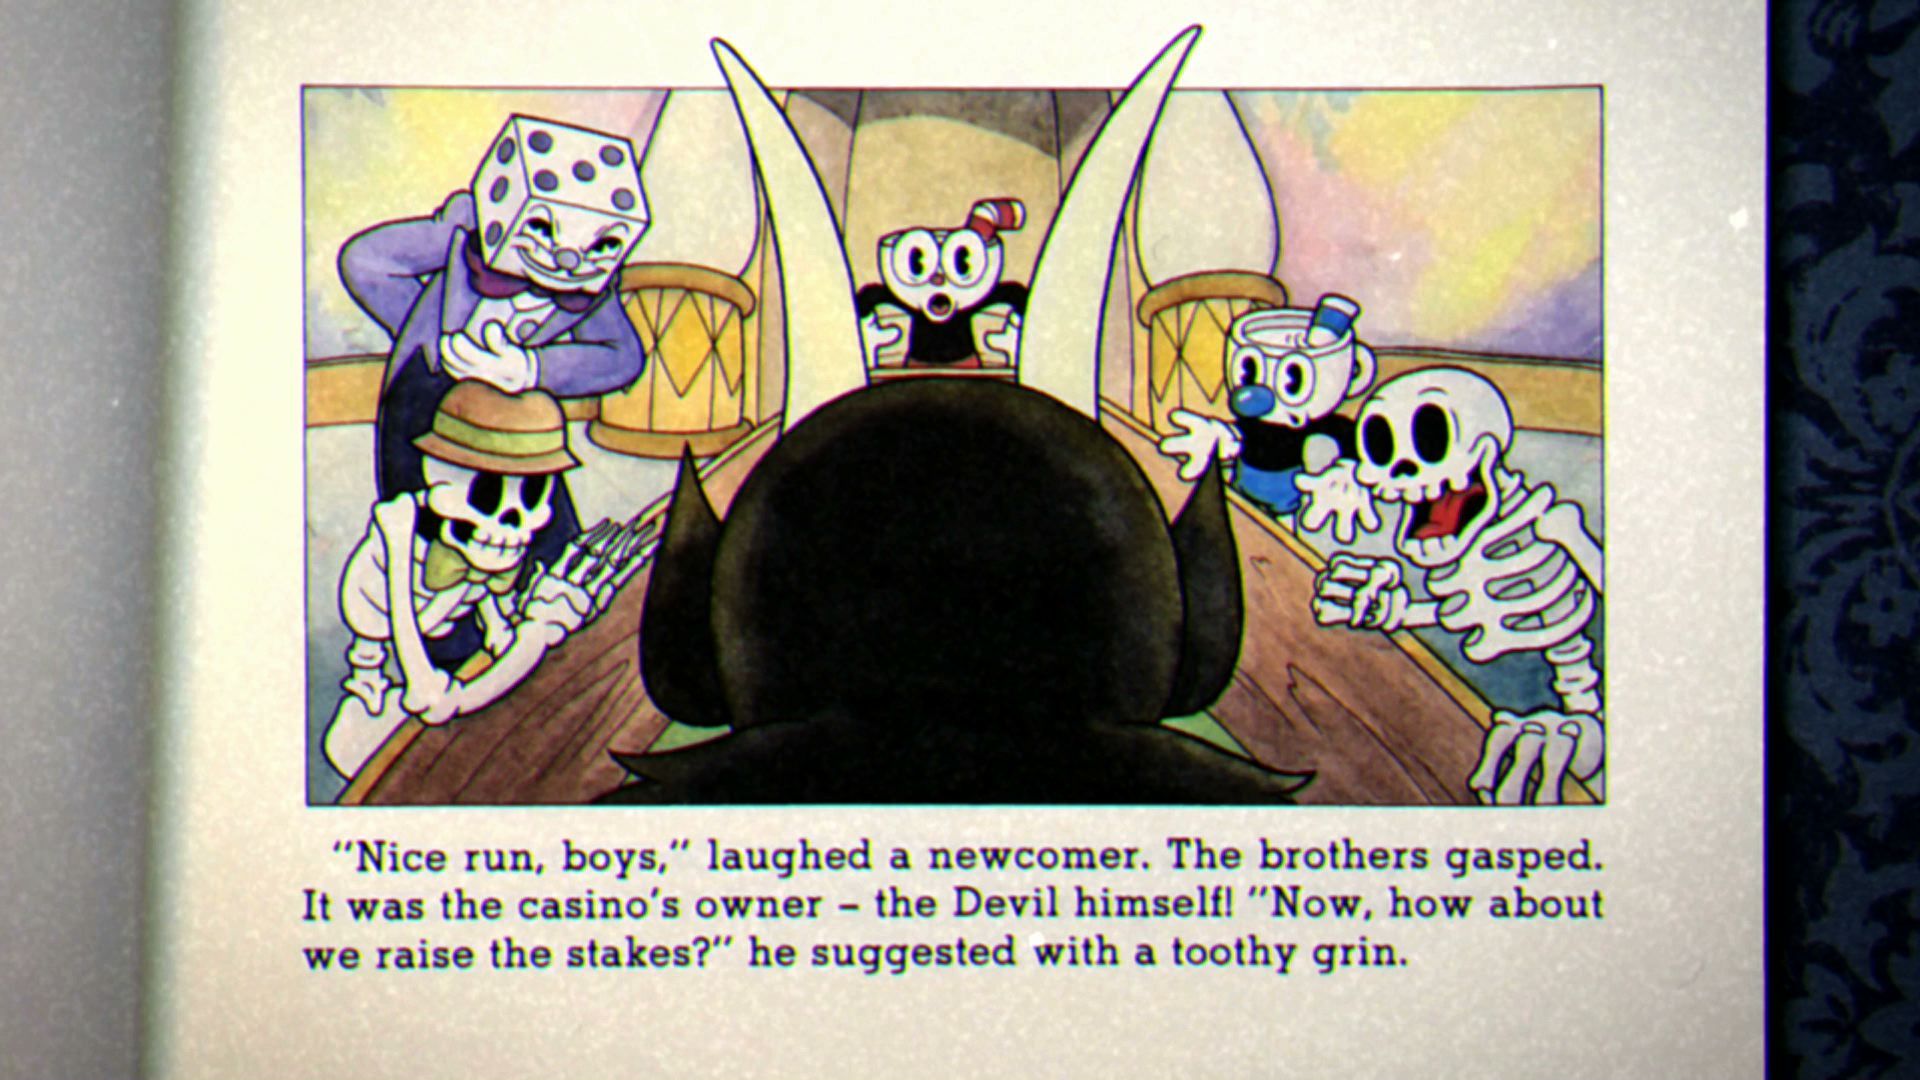 “Nice run, boys,” laughed a newcomer. The brothers gasped.
It was the casino’s owner – the Devil himself! “Now, how about
we raise the stakes?” he suggested with a toothy grin.